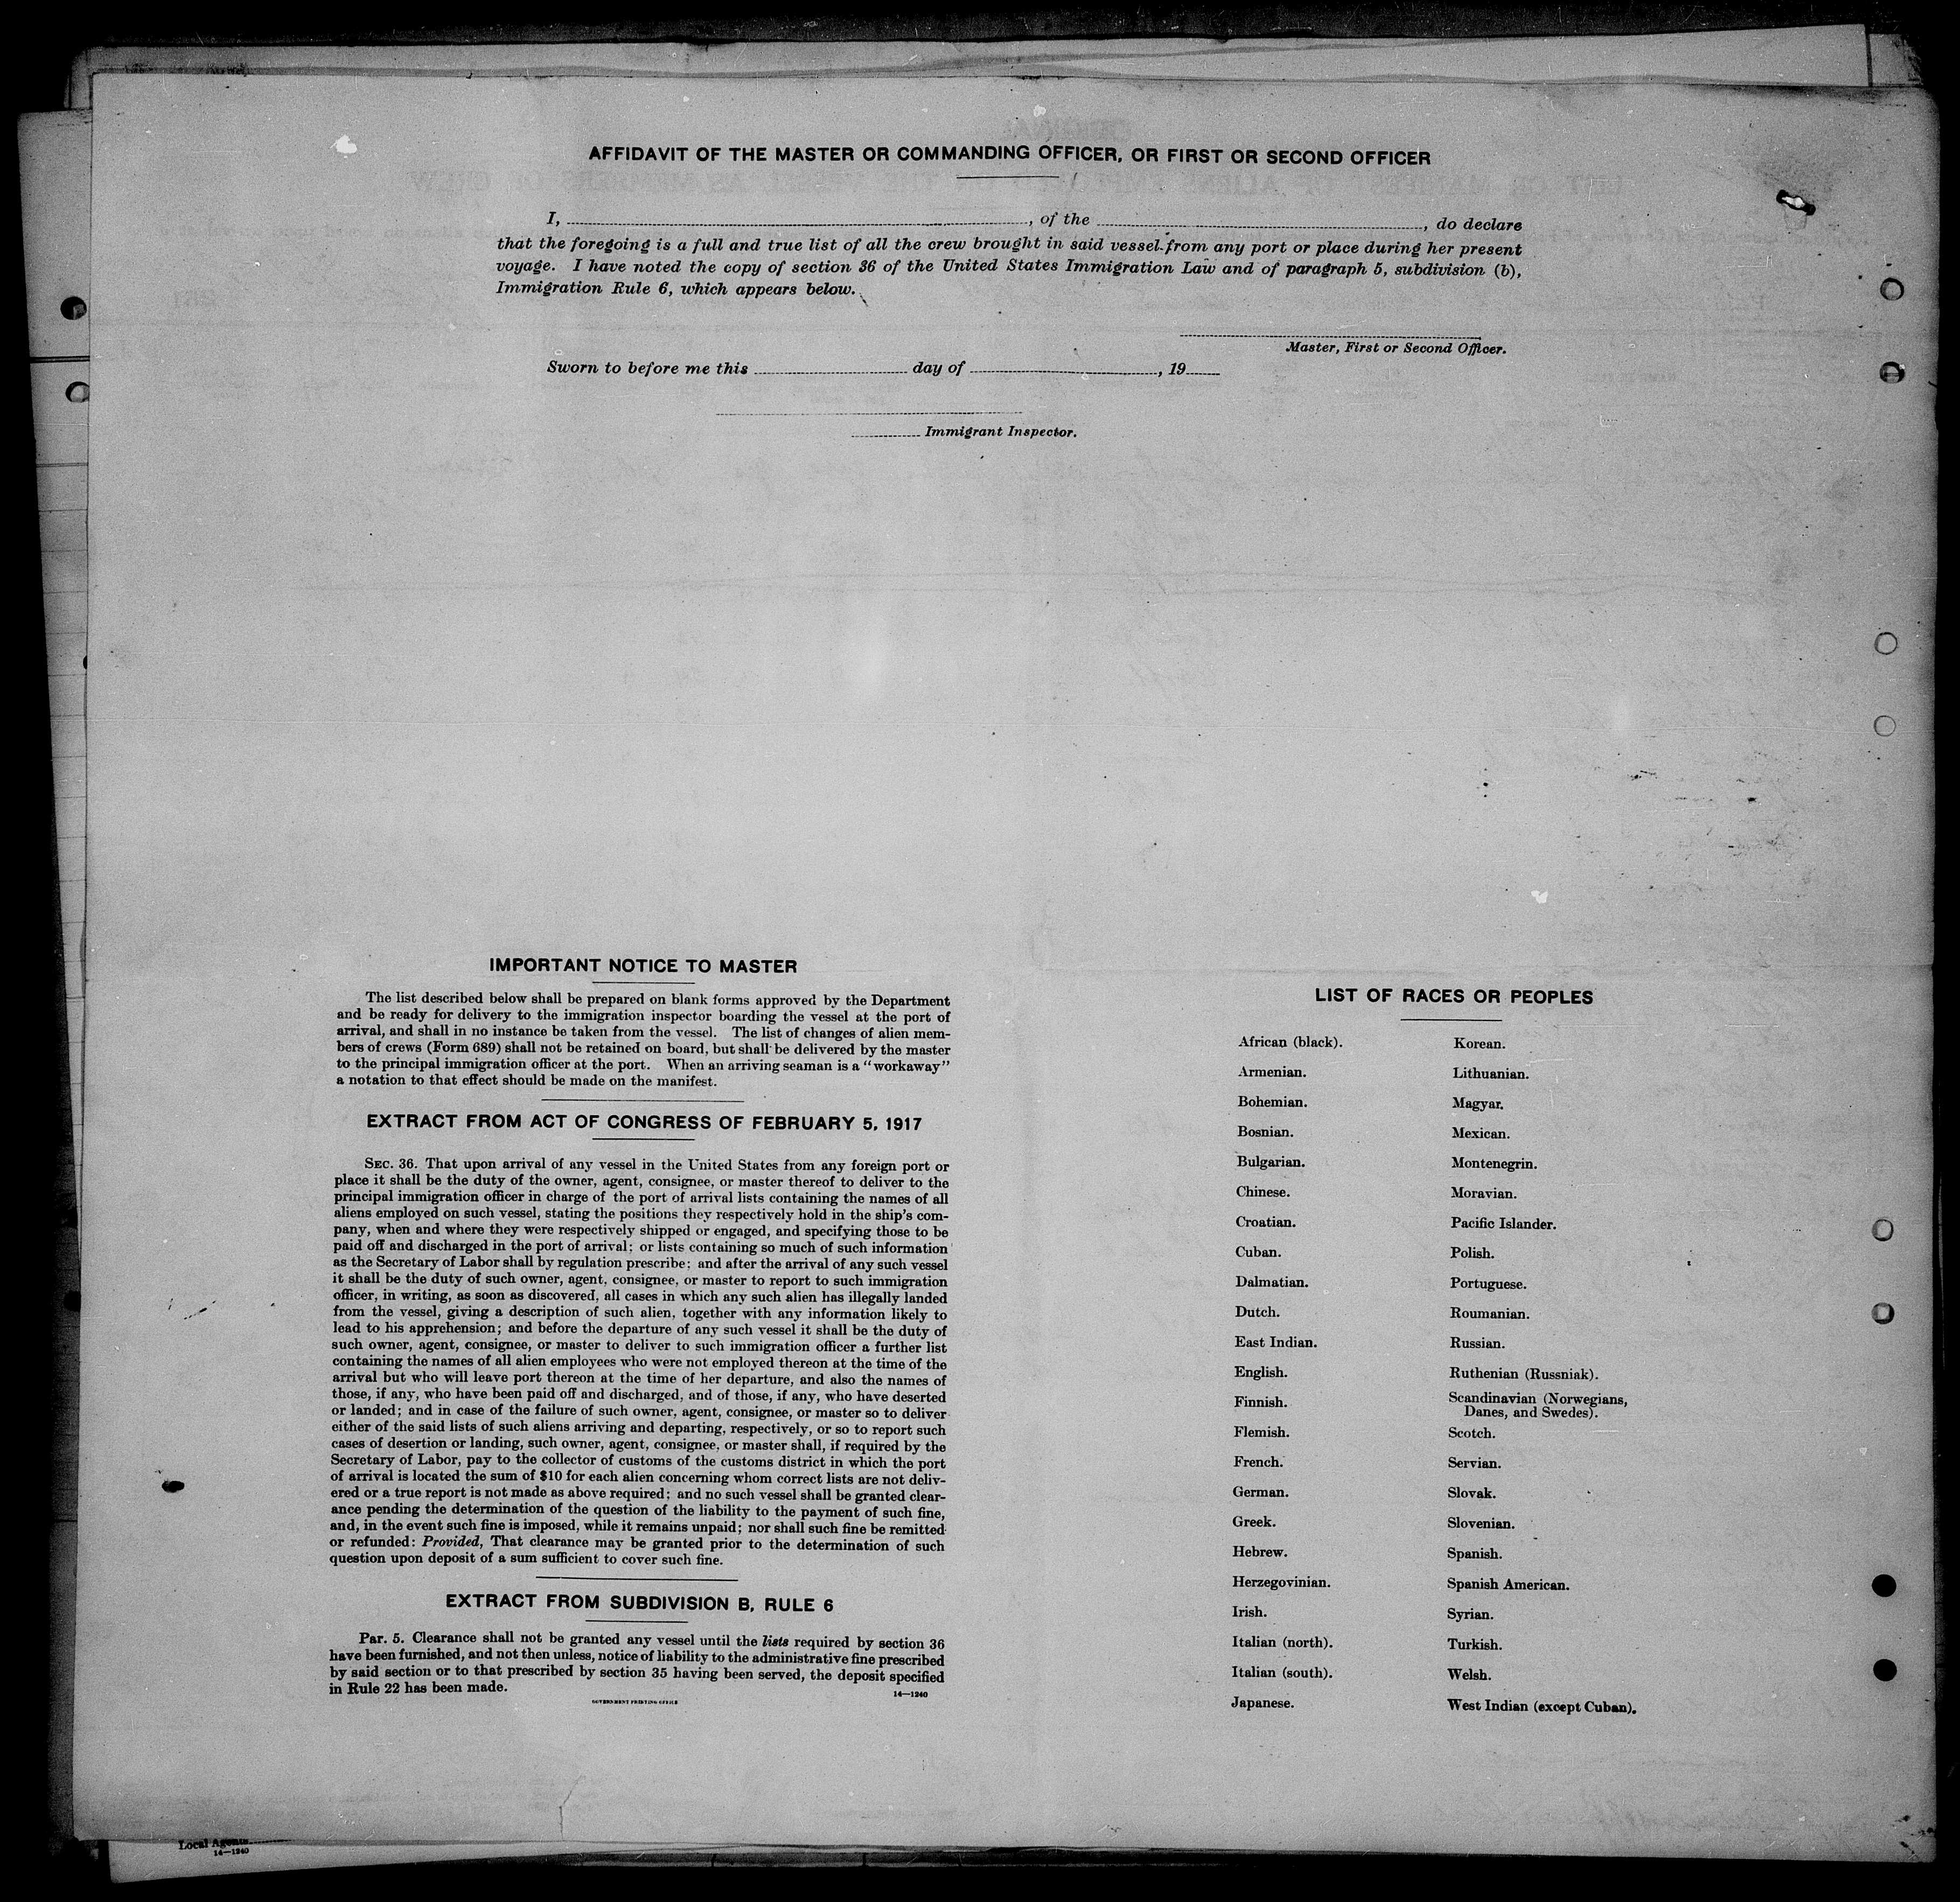 AFFIDAVIT OF THE MASTER OR COMMANDING OFFICER, OR FIRST OR SECOND OFFICER
I, , of the , do declare
that the foregoing is a full and true list of all the crew brought in said vessel from any port or place during her present
voyage. I have noted the copy of section 36 of the United States Immigration Law and of paragraph 5, subdivision (b),
Immigration Rule 6, which appears below.
Master, First or Second Officer.
Sworn to before me this day of , 19
Immigrant Inspector.
IMPORTANT NOTICE TO MASTER
The list described below shall be prepared on blank forms approved by the Department
and be ready for delivery to the immigration inspector boarding the vessel at the port of
arrival, and shall in no instance be taken from the vessel. The list of changes of alien mem-
bers of crews (Form 689) shall not be retained on board, but shall be delivered by the master
to the principal immigration officer at the port. When an arriving seaman is a "workaway"
a notation to that effect should be made on the manifest.
EXTRACT FROM ACT OF CONGRESS OF FEBRUARY 5, 1917
SEC. 36. That upon arrival of any vessel in the United States from any foreign port or
place it shall be the duty of the owner, agent, consignee, or master thereof to deliver to the
principal immigration officer in charge of the port of arrival lists containing the names of all
aliens employed on such vessel, stating the positions they respectively hold in the ship's com-
pany, when and where they were respectively shipped or engaged, and specifying those to be
paid off and discharged in the port of arrival; or lists containing so much of such information
as the Secretary of Labor shall by regulation prescribe; and after the arrival of any such vessel
it shall be the duty of such owner, agent, consignee, or master to report to such immigration
officer, in writing, as soon as discovered, all cases in which any such alien has illegally landed
from the vessel, giving a description of such alien, together with any information likely to
lead to his apprehension; and before the departure of any such vessel it shall be the duty of
such owner, agent, consignee, or master to deliver to such immigration officer a further list
containing the names of all alien employees who were not employed thereon at the time of the
arrival but who will leave port thereon at the time of her departure, and also the names of
those, if any, who have been paid off and discharged, and of those, if any, who have deserted
or landed; and in case of the failure of such owner, agent, consignee, or master so to deliver
either of the said lists of such aliens arriving and departing, respectively, or so to report such
cases of desertion or landing, such owner, agent, consignee, or master shall, if required by the
Secretary of Labor, pay to the collector of customs of the customs district in which the port
of arrival is located the sum of $10 for each alien concerning whom correct lists are not deliv-
ered or a true report is not made as above required; and no such vessel shall be granted clear-
ance pending the determination of the question of the liability to the payment of such fine,
and, in the event such fine is imposed, while it remains unpaid; nor shall such fine be remitted
or refunded: Provided, That clearance may be granted prior to the determination of such
question upon deposit of a sum sufficient to cover such fine.
EXTRACT FROM SUBDIVISION B, RULE 6
Par. 5. Clearance shall not be granted any vessel until the lists required by section 36
have been furnished, and not then unless, notice of liability to the administrative fine prescribed
by said section or to that prescribed by section 35 having been served, the deposit specified
in Rule 22 has been made.
GOVERNMENT PRINTING OFFICE
14—1240
LIST OF RACES OR PEOPLES
African (black).
Armenian.
Bohemian.
Bosnian.
Bulgarian.
Chinese.
Croatian.
Cuban.
Dalmatian.
Dutch.
East Indian.
English.
Finnish.
Flemish.
French.
German.
Greek.
Hebrew.
Herzegovinian.
Irish.
Italian (north).
Italian (south).
Japanese.
Korean.
Lithuanian.
Magyar.
Mexican.
Montenegrin.
Moravian.
Pacific Islander.
Polish.
Portuguese.
Roumanian.
Russian.
Ruthenian (Russniak).
Scandinavian (Norwegians,
Danes, and Swedes).
Scotch.
Servian.
Slovak.
Slovenian.
Spanish.
Spanish American.
Syrian.
Turkish.
Welsh.
West Indian (except Cuban).
Local Agents
14—1240